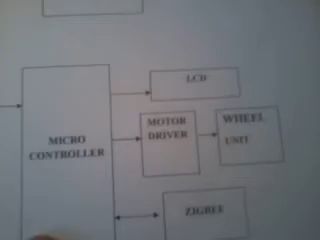 LCD
MOTOR
DRIVER
WHEEL
UNIT
MICRO
CONTROLLER
ZIGBEE